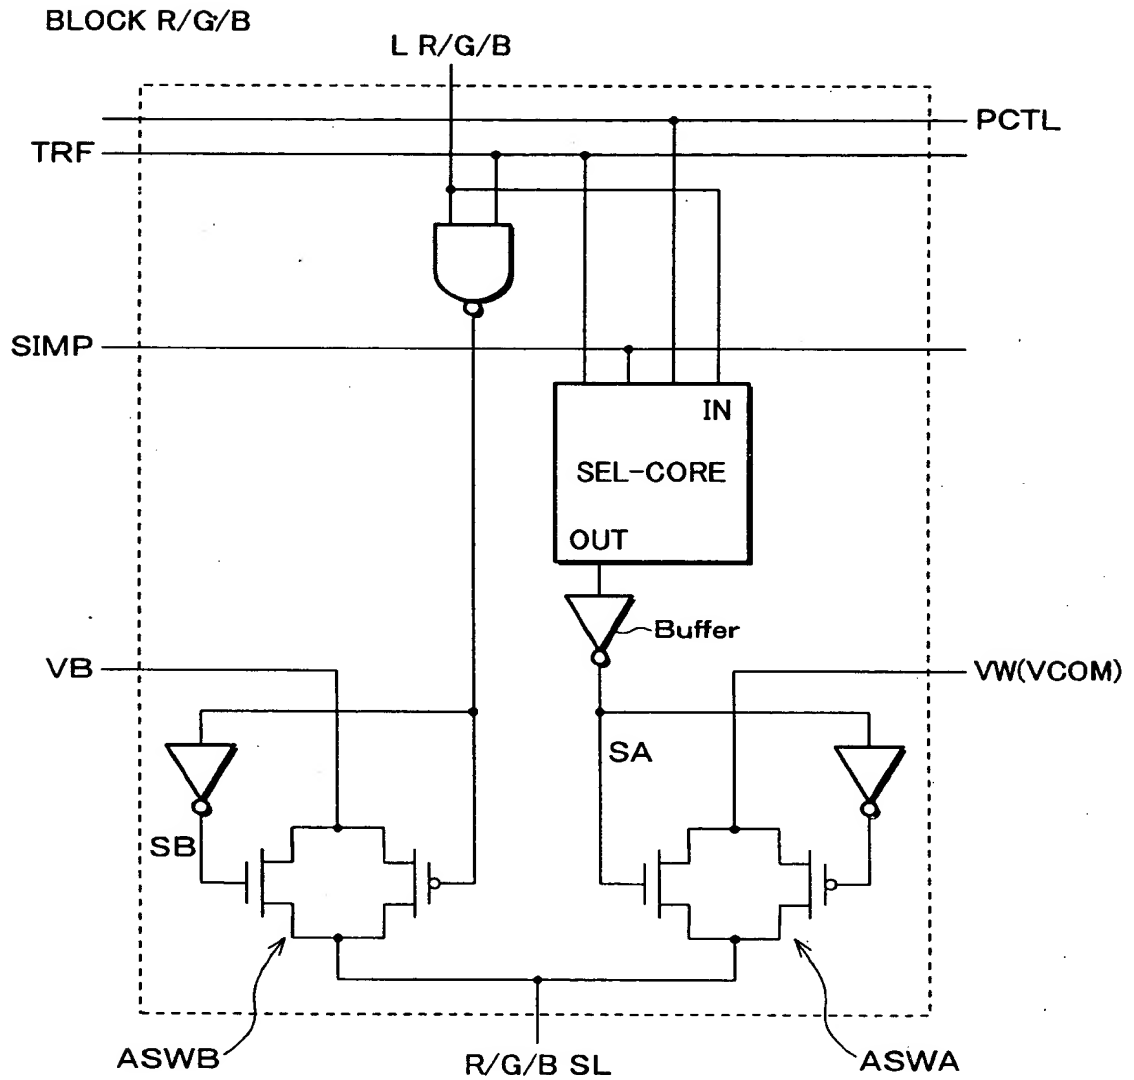 BLOCK R/G/B
L R/G/B
PCTL
TRF
SIMP
IN
SEL-CORE
OUT
Buffer
VB
VW(VCOM)
SA
SB
ASWB
R/G/B SL
ASWA